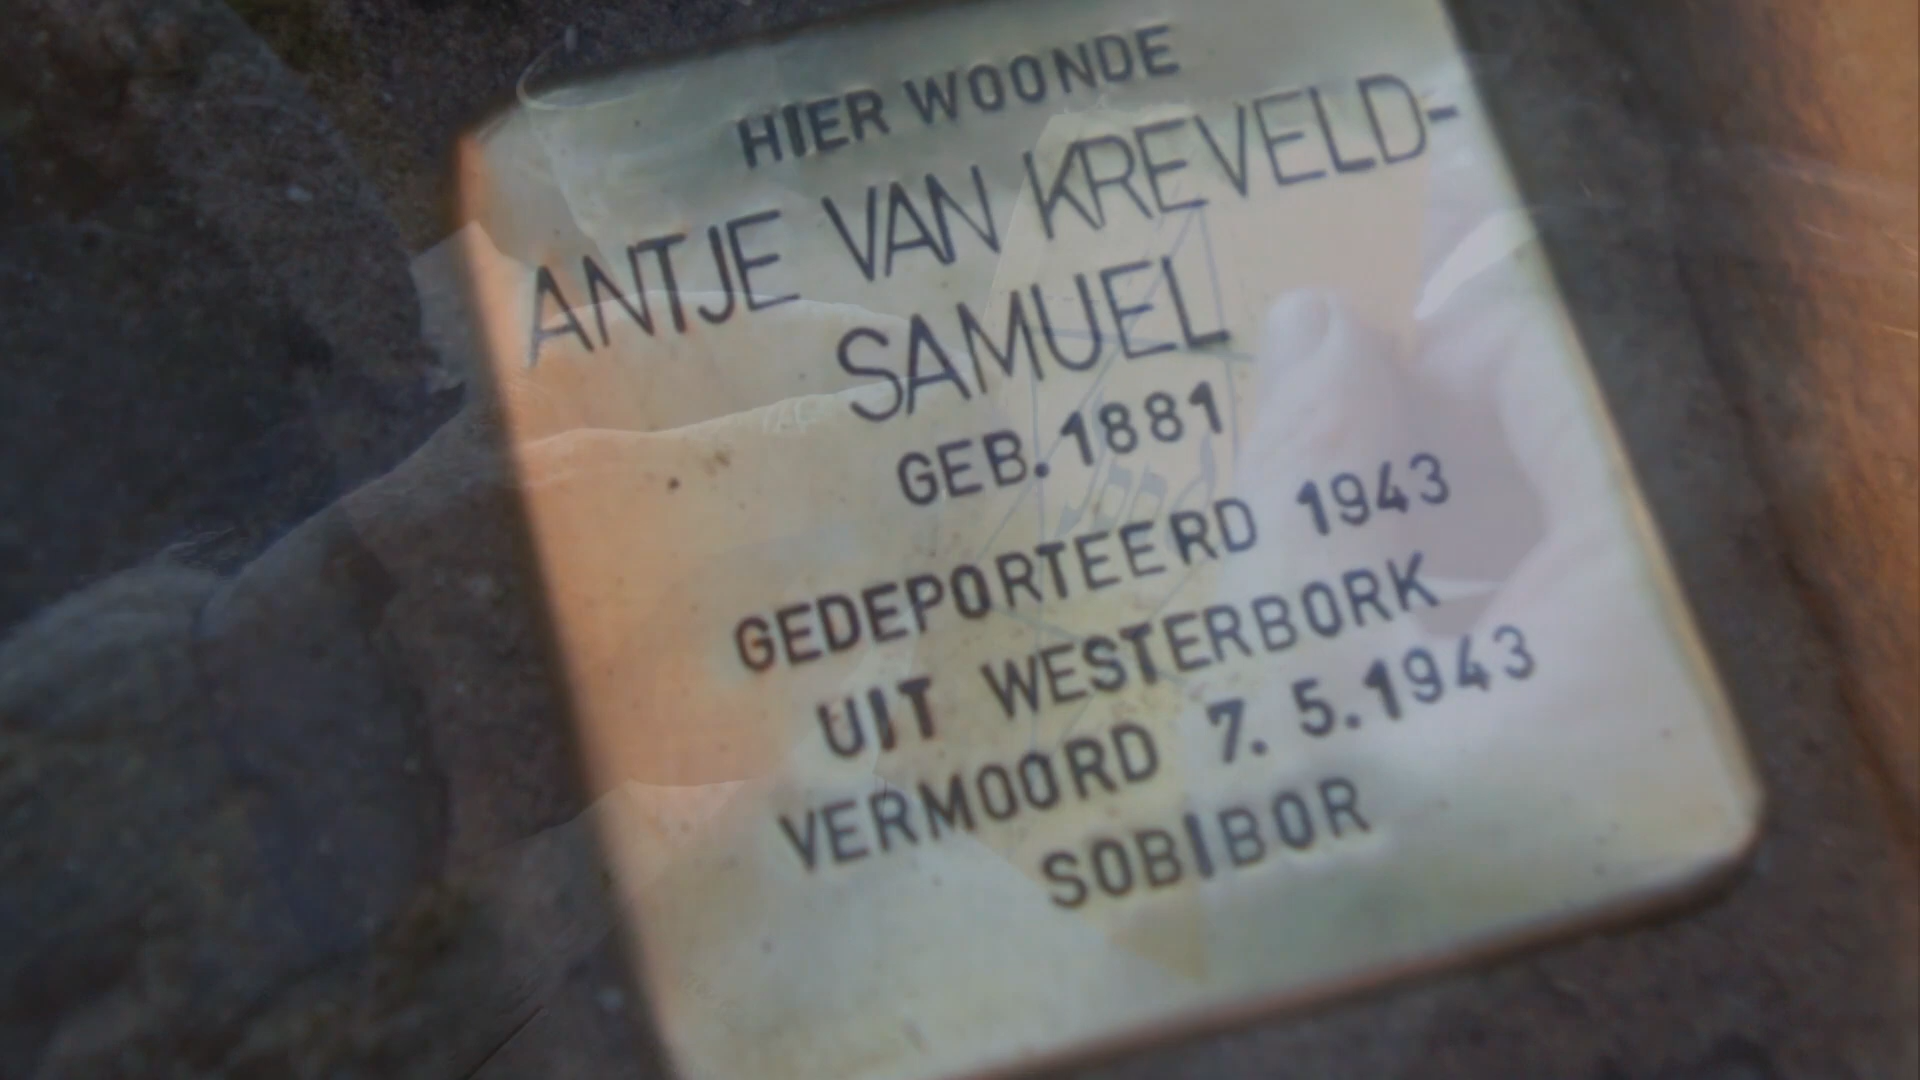 HIER WOONDE
ANTJE VAN KREVELD-
SAMUEL
GEB. 1881
GEDEPORTEERD 1943
UIT WESTERBORK
VERMOORD 7. 5. 1943
SOBIBOR